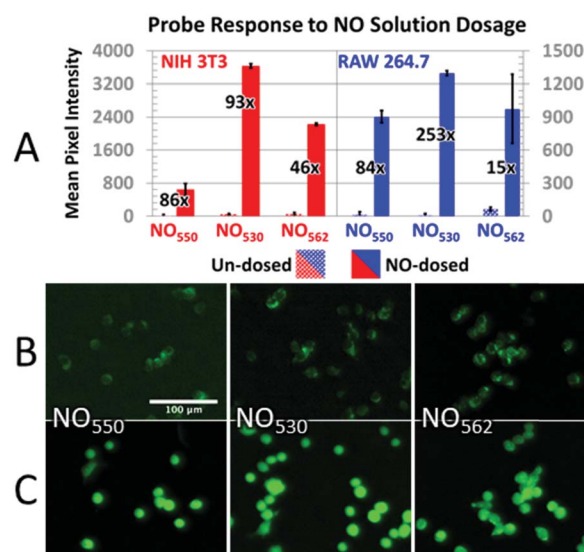 Probe Response to NO Solution Dosage
A
Mean Pixel Intensity
4000
3200
2400
1600
800
0
NIH 3T3
RAW 264.7
1500
1200
900
600
300
0
86x
93x
46x
84x
253x
15x
NO550 NO530 NO562 NO550 NO530 NO562
Un-dosed NO-dosed
B
100 μm
NO550 NO530 NO562
C